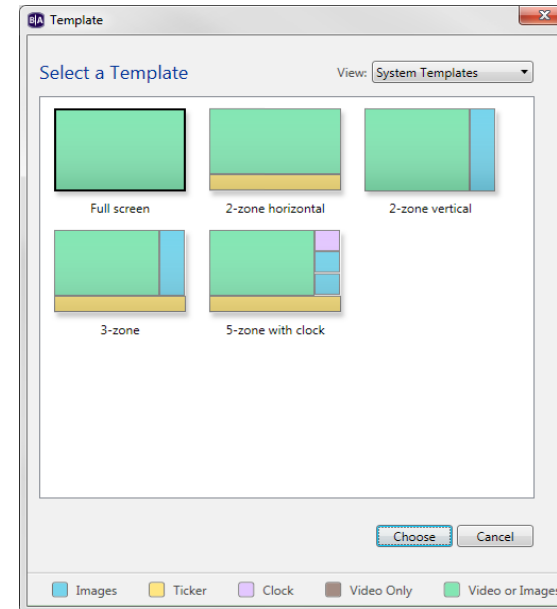 B|A Template
Select a Template
View: System Templates
Full screen
2-zone horizontal
2-zone vertical
3-zone
5-zone with clock
Choose
Cancel
Images
Ticker
Clock
Video Only
Video or Images